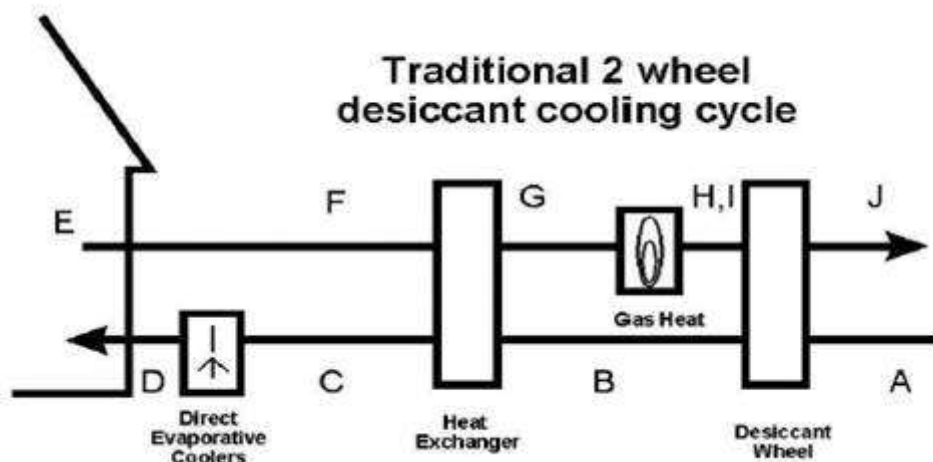 Traditional 2 wheel
desiccant cooling cycle
F
G
H,I
J
E
Gas Heat
D
C
B
A
Direct
Evaporative
Coolers
Heat
Exchanger
Desiccant
Wheel